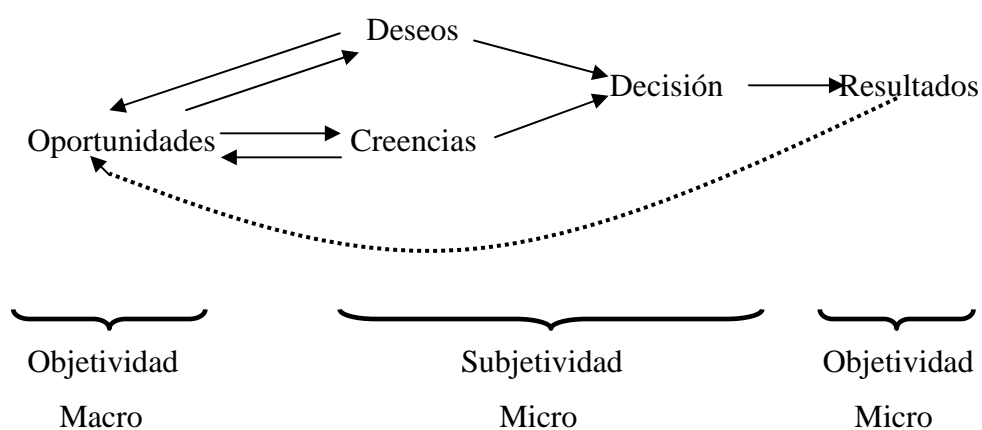 Deseos
Decisión
Resultados
Oportunidades
Creencias
Objetividad
Subjetividad
Objetividad
Macro
Micro
Micro